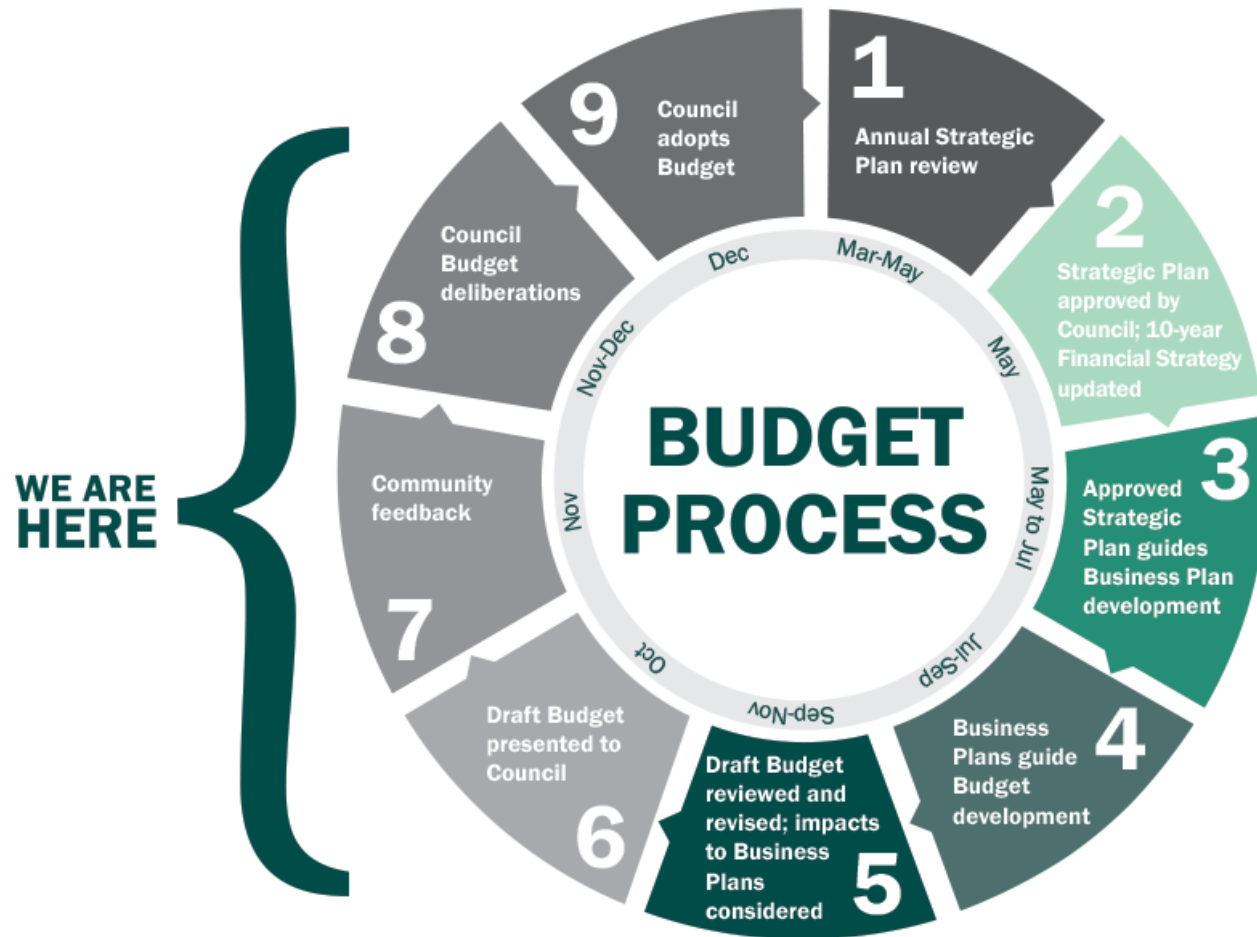 WE ARE
HERE
BUDGET
PROCESS
1
Annual Strategic
Plan review
Mar-May
2
Strategic Plan
approved by
Council; 10-year
Financial Strategy
updated
May
3
Approved
Strategic
Plan guides
Business Plan
development
May to Jul
4
Business
Plans guide
Budget
development
Jul-Sep
5
Draft Budget
reviewed and
revised; impacts
to Business
Plans
considered
Sep-Nov
6
Draft Budget
presented to
Council
Oct
7
Community
feedback
Nov
8
Council
Budget
deliberations
Nov-Dec
9
Council
adopts
Budget
Dec